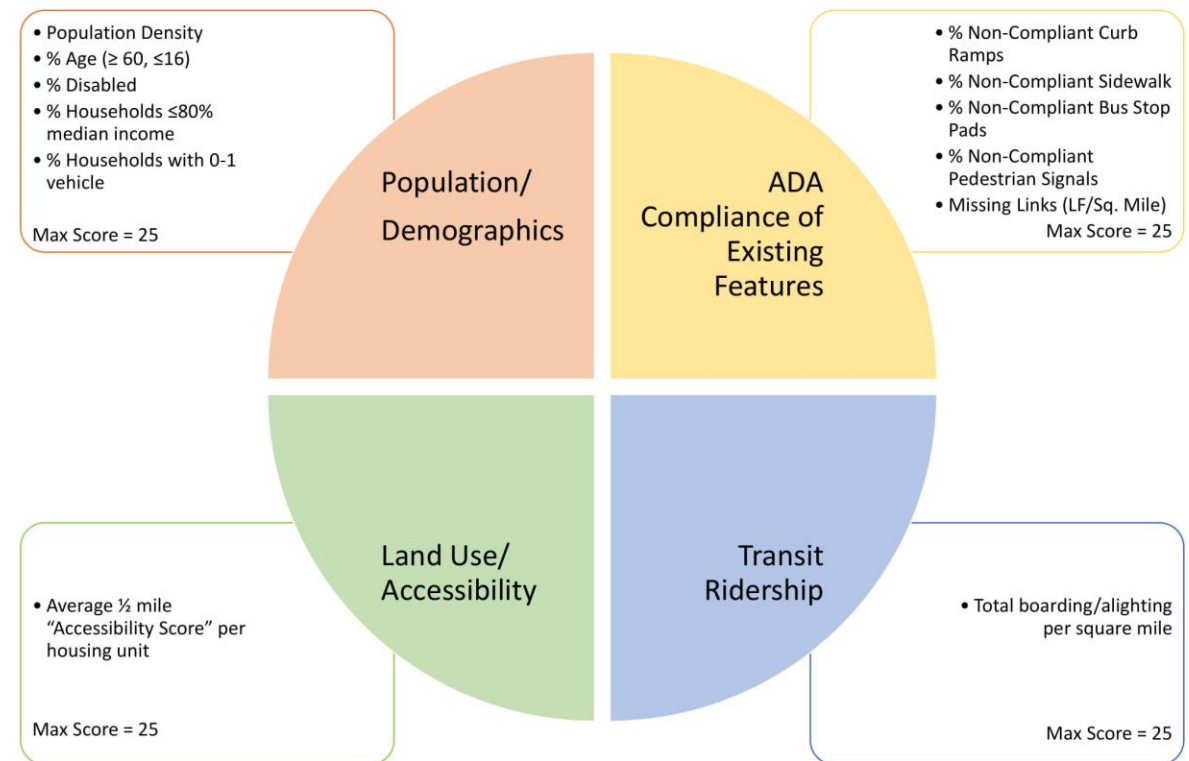 • Population Density
• % Age (≥ 60, ≤16)
• % Disabled
• % Households ≤80%
median income
• % Households with 0-1
vehicle
Max Score = 25
Population/
Demographics
• % Non-Compliant Curb
Ramps
• % Non-Compliant Sidewalk
• % Non-Compliant Bus Stop
Pads
• % Non-Compliant
Pedestrian Signals
• Missing Links (LF/Sq. Mile)
Max Score = 25
ADA
Compliance of
Existing
Features
Land Use/
Accessibility
• Average ½ mile
“Accessibility Score” per
housing unit
Max Score = 25
Transit
Ridership
• Total boarding/alighting
per square mile
Max Score = 25